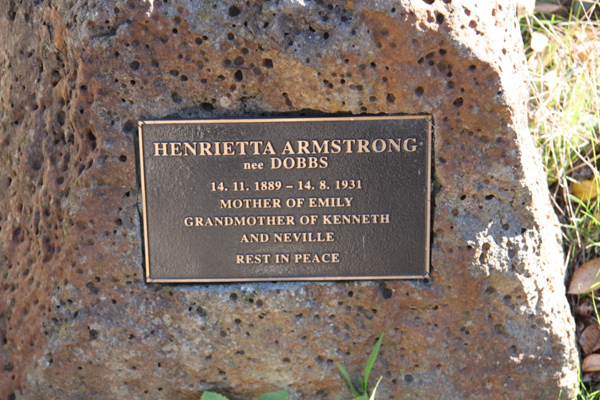 HENRIETTA ARMSTRONG
nee DOBBS
14. 11. 1889 – 14. 8. 1931
MOTHER OF EMILY
GRANDMOTHER OF KENNETH
AND NEVILLE
REST IN PEACE